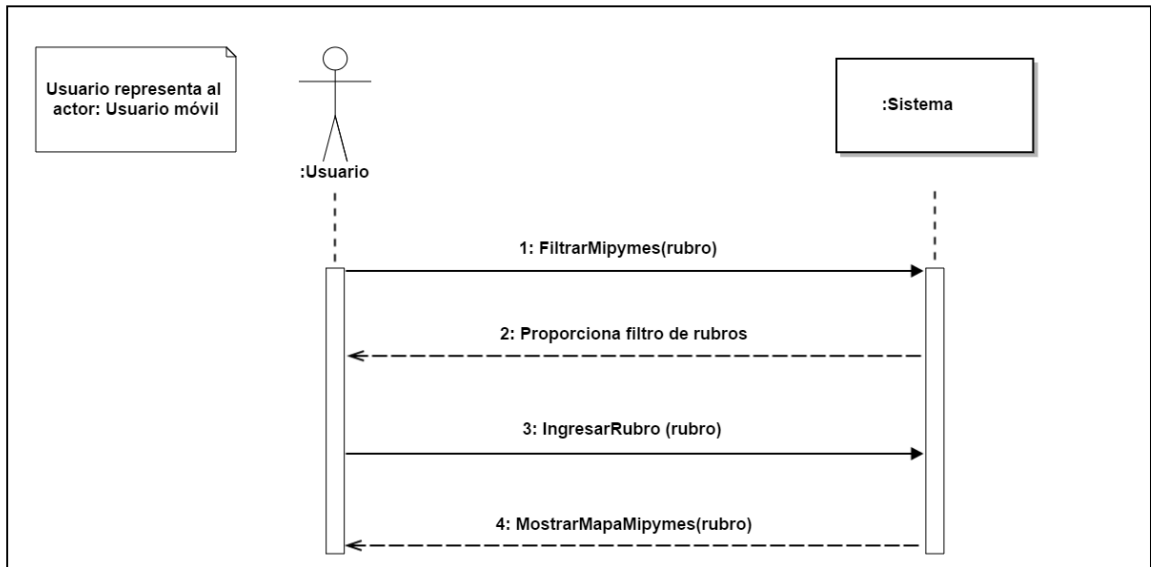 Usuario representa al
actor: Usuario móvil
:Usuario
:Sistema
1: FiltrarMipymes(rubro)
2: Proporciona filtro de rubros
3: IngresarRubro (rubro)
4: MostrarMapaMipymes(rubro)